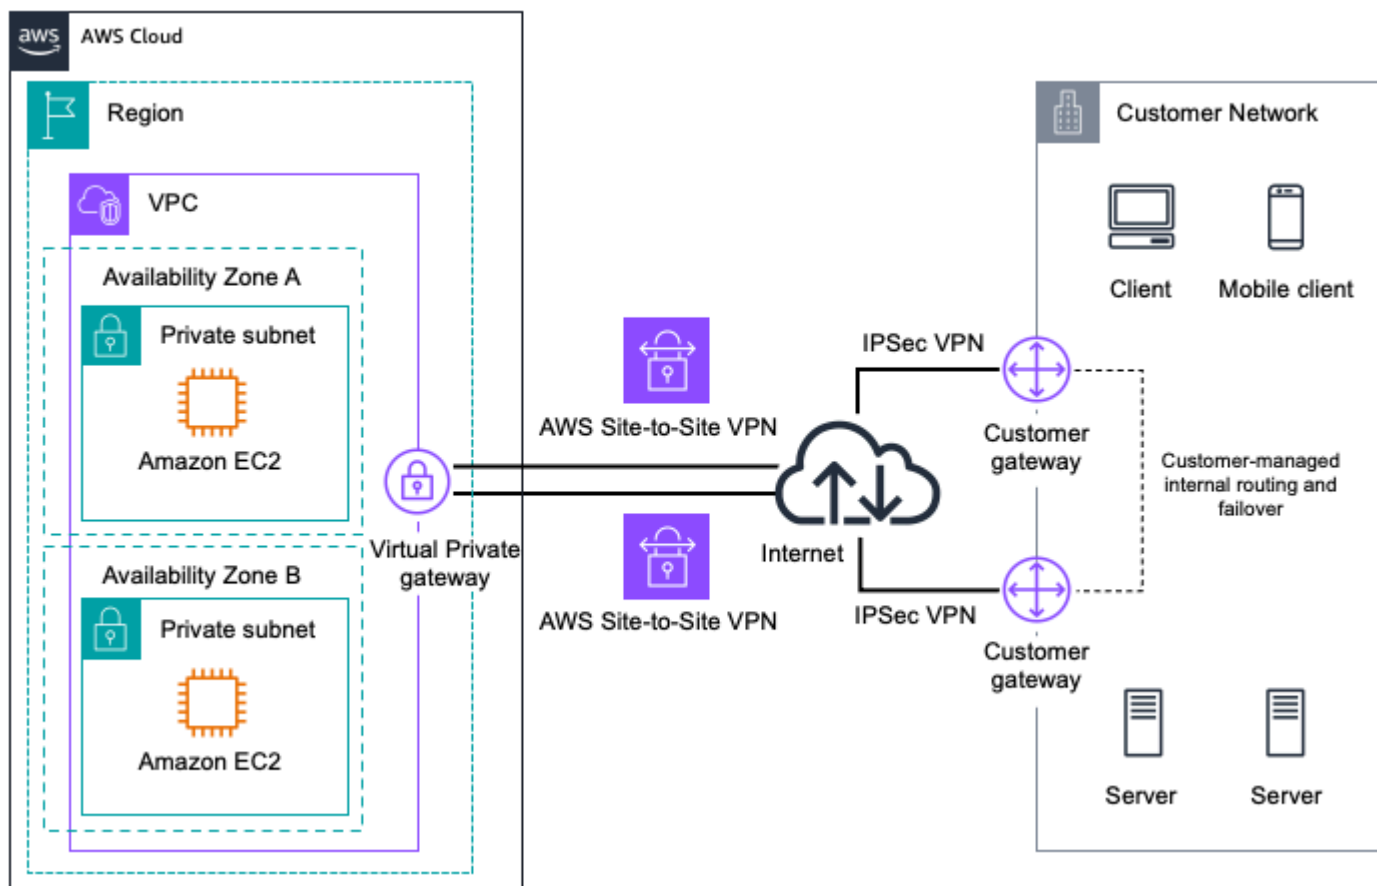 aws
AWS Cloud
Region
VPC
Availability Zone A
Private subnet
Amazon EC2
Availability Zone B
Private subnet
Amazon EC2
Virtual Private
gateway
AWS Site-to-Site VPN
AWS Site-to-Site VPN
Internet
IPSec VPN
IPSec VPN
Customer Network
Client
Mobile client
Customer
gateway
Customer-managed
internal routing and
failover
Customer
gateway
Server
Server